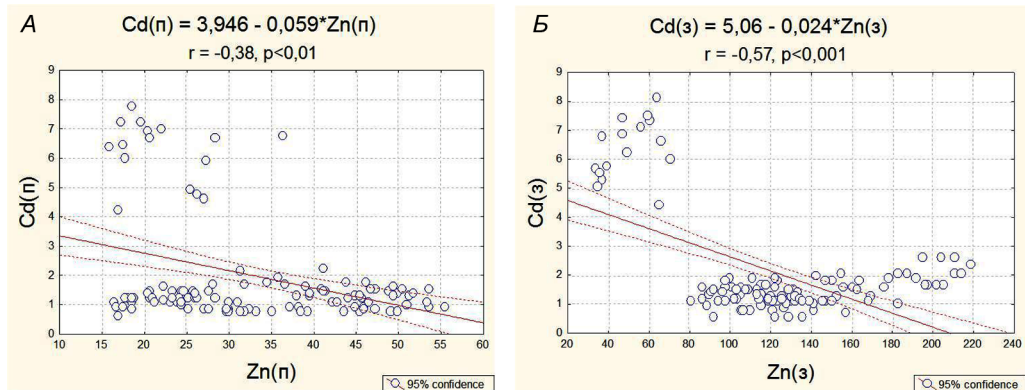 А
Cd(п) = 3,946 - 0,059*Zn(п)
r = -0,38, p<0,01
9
8
7
6
5
4
3
2
1
0
Cd(п)
10 15 20 25 30 35 40 45 50 55 60
Zn(п)
95% confidence
Б
Cd(з) = 5,06 - 0,024*Zn(з)
r = -0,57, p<0,001
9
8
7
6
5
4
3
2
1
0
Cd(з)
20 40 60 80 100 120 140 160 180 200 220 240
Zn(з)
95% confidence